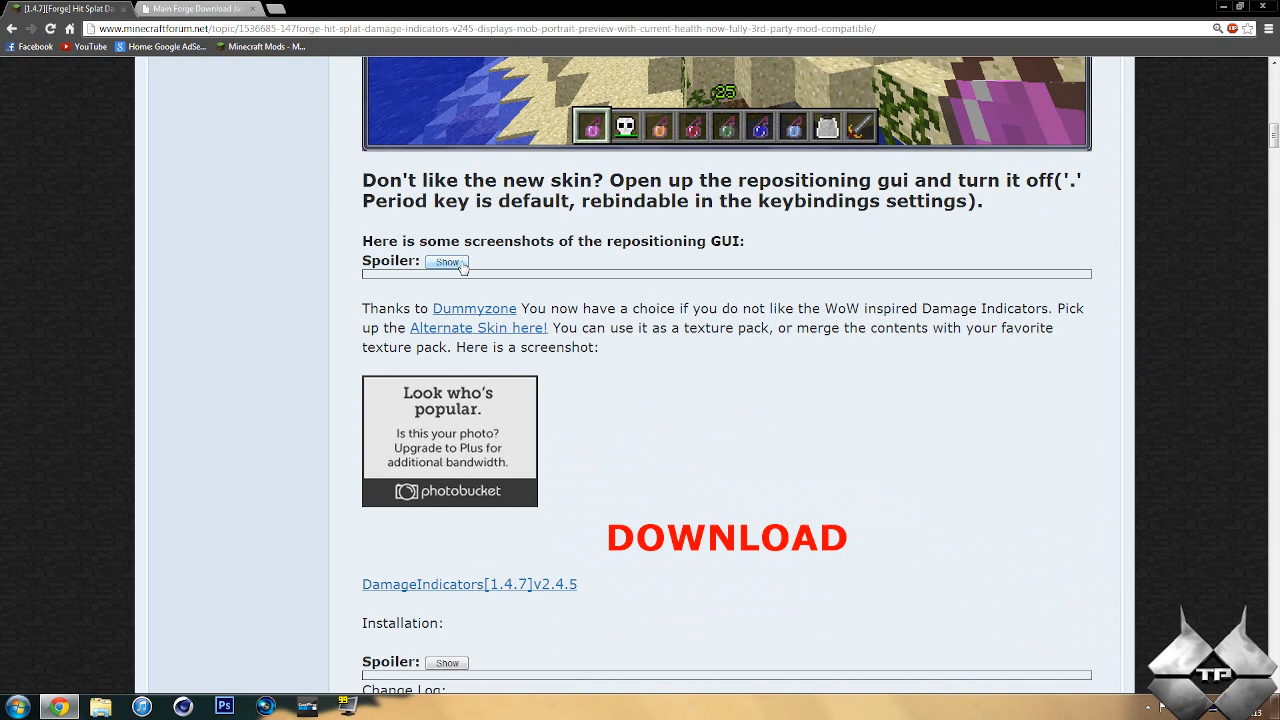 [1.4.7][Forge] Hit Splat Da
Main Forge Download Jan
www.minecraftforum.net/topic/1536685-147forge-hit-splat-damage-indicators-v245-displays-mob-portrait-preview-with-current-health-now-fully-3rd-party-mod-compatible/
Facebook YouTube Home: Google AdSe... Minecraft Mods - M...
25
Don't like the new skin? Open up the repositioning gui and turn it off('.'
Period key is default, rebindable in the keybindings settings).
Here is some screenshots of the repositioning GUI:
Spoiler: Show
Thanks to Dummyzone You now have a choice if you do not like the WoW inspired Damage Indicators. Pick
up the Alternate Skin here! You can use it as a texture pack, or merge the contents with your favorite
texture pack. Here is a screenshot:
Look who's
popular.
Is this your photo?
Upgrade to Plus for
additional bandwidth.
photobucket
DOWNLOAD
DamageIndicators[1.4.7]v2.4.5
Installation:
Spoiler: Show
Change Log:
Ps
99
TP